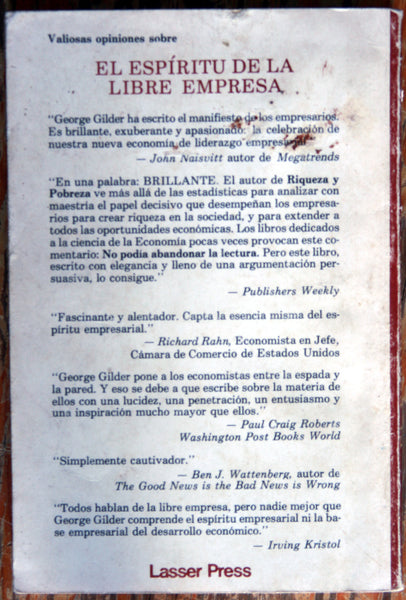 Valiosas opiniones sobre
EL ESPÍRITU DE LA
LIBRE EMPRESA
"George Gilder ha escrito el manifiesto de los empresarios.
Es brillante, exuberante y apasionado: la celebración de
nuestra nueva economía de liderazgo empresarial."
— John Naisvitt autor de Megatrends
"En una palabra: BRILLANTE. El autor de Riqueza y
Pobreza ve más allá de las estadísticas para analizar con
maestría el papel decisivo que desempeñan los empresa-
rios para crear riqueza en la sociedad, y para extender a
todos las oportunidades económicas. Los libros dedicados
a la ciencia de la Economía pocas veces provocan este co-
mentario: No podía abandonar la lectura. Pero este libro,
escrito con elegancia y lleno de una argumentación per-
suasiva, lo consigue."
— Publishers Weekly
"Fascinante y alentador. Capta la esencia misma del es-
píritu empresarial."
— Richard Rahn, Economista en Jefe,
Cámara de Comercio de Estados Unidos
"George Gilder pone a los economistas entre la espada y
la pared. Y eso se debe a que escribe sobre la materia de
ellos con una lucidez, una penetración, un entusiasmo y
una inspiración mucho mayor que ellos."
— Paul Craig Roberts
Washington Post Books World
"Simplemente cautivador."
— Ben J. Wattenberg, autor de
The Good News is the Bad News is Wrong
"Todos hablan de la libre empresa, pero nadie mejor que
George Gilder comprende el espíritu empresarial ni la ba-
se empresarial del desarrollo económico."
— Irving Kristol
Lasser Press